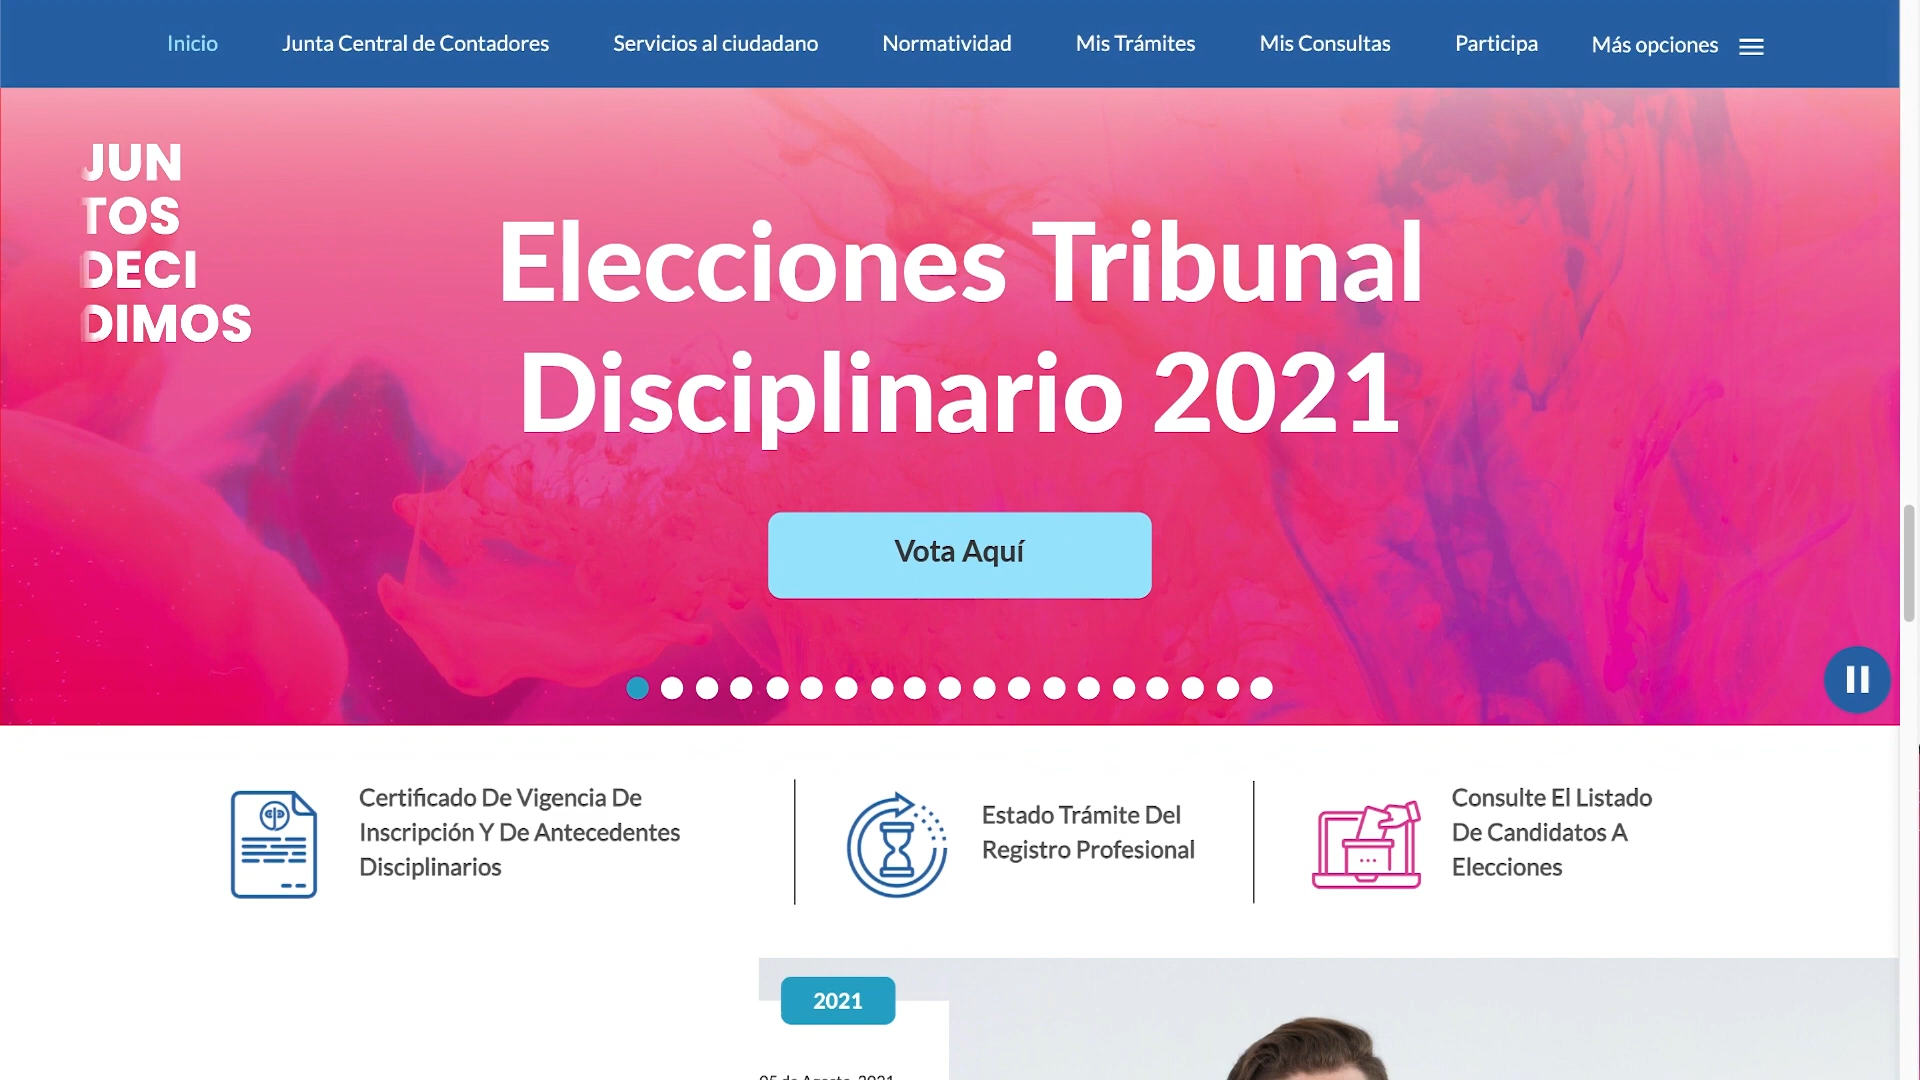 Inicio
Junta Central de Contadores
Servicios al ciudadano
Normatividad
Mis Trámites
Mis Consultas
Participa
Más opciones
JUN
TOS
DECI
DIMOS
Elecciones Tribunal
Disciplinario 2021
Vota Aquí
Certificado De Vigencia De
Inscripción Y De Antecedentes
Disciplinarios
Estado Trámite Del
Registro Profesional
Consulte El Listado
De Candidatos A
Elecciones
2021
05 de Agosto, 2021